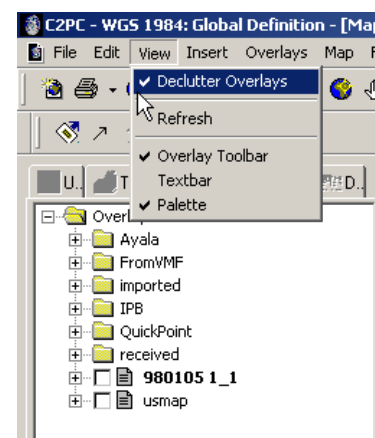 C2PC - WGS 1984: Global Definition - [Ma
File Edit View Insert Overlays Map F
Declutter Overlays
Refresh
Overlay Toolbar
Textbar
Palette
U.. T D..
Overl
Ayala
FromVMF
imported
IPB
QuickPoint
received
980105 1_1
usmap